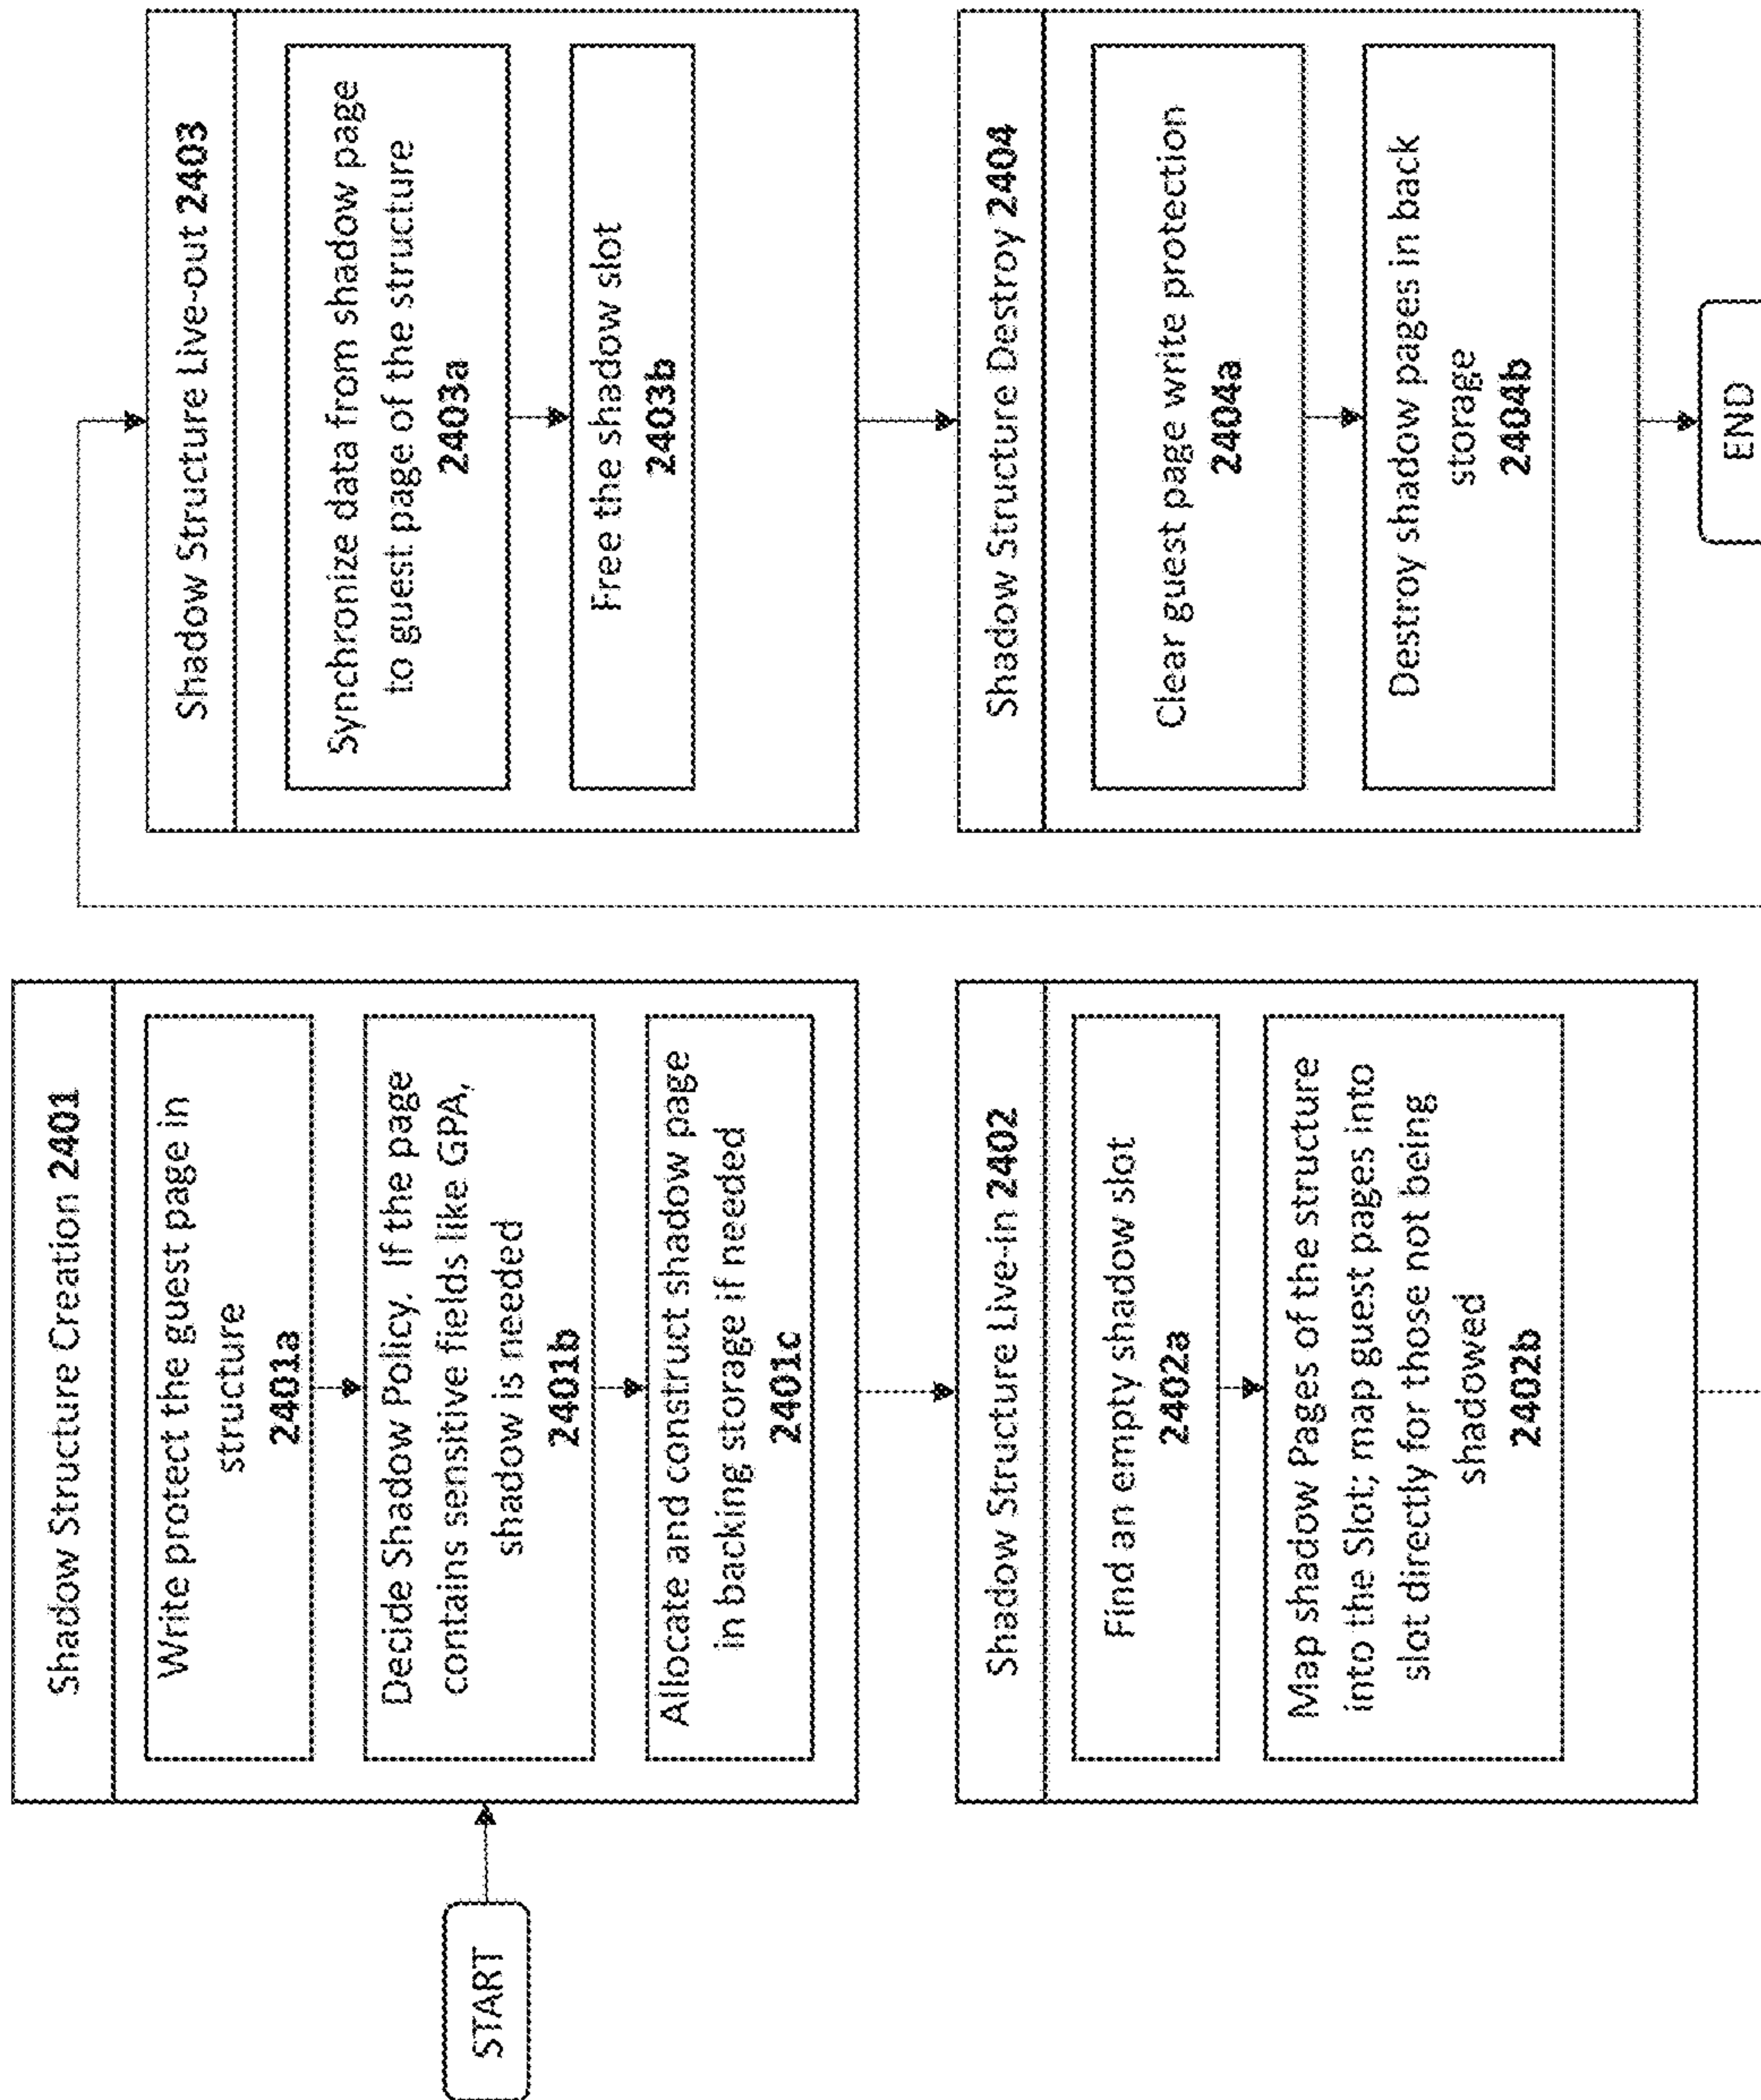 START
Shadow Structure Creation 2401
Write protect the guest page in
structure
2401a
Decide Shadow Policy. If the page
contains sensitive fields like GPA,
shadow is needed
2401b
Allocate and construct shadow page
in backing storage if needed
2401c
Shadow Structure Live-in 2402
Find an empty shadow slot
2402a
Map shadow Pages of the structure
into the Slot; map guest pages into
slot directly for those not being
shadowed
2402b
Shadow Structure Live-out 2403
Synchronize data from shadow page
to guest page of the structure
2403a
Free the shadow slot
2403b
Shadow Structure Destroy 2404
Clear guest page write protection
2404a
Destroy shadow pages in back
storage
2404b
END